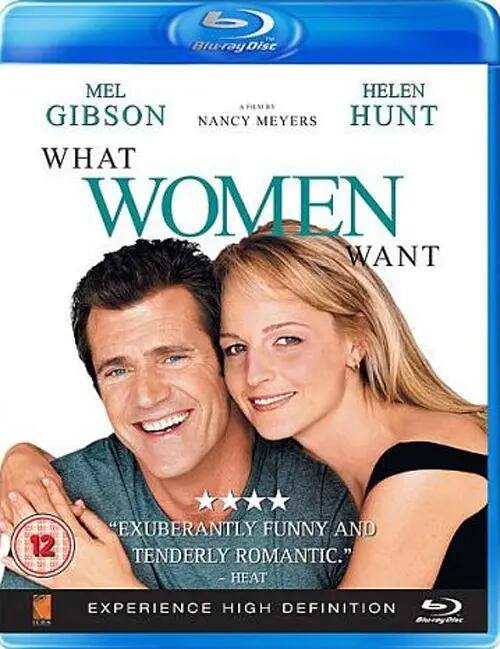 Blu-ray Disc
MEL
GIBSON
A FILM BY
NANCY MEYERS
HELEN
HUNT
WHAT
WOMEN
WANT
"EXUBERANTLY FUNNY AND
TENDERLY ROMANTIC."
- HEAT
12
ICON
EXPERIENCE HIGH DEFINITION
Blu-ray Disc